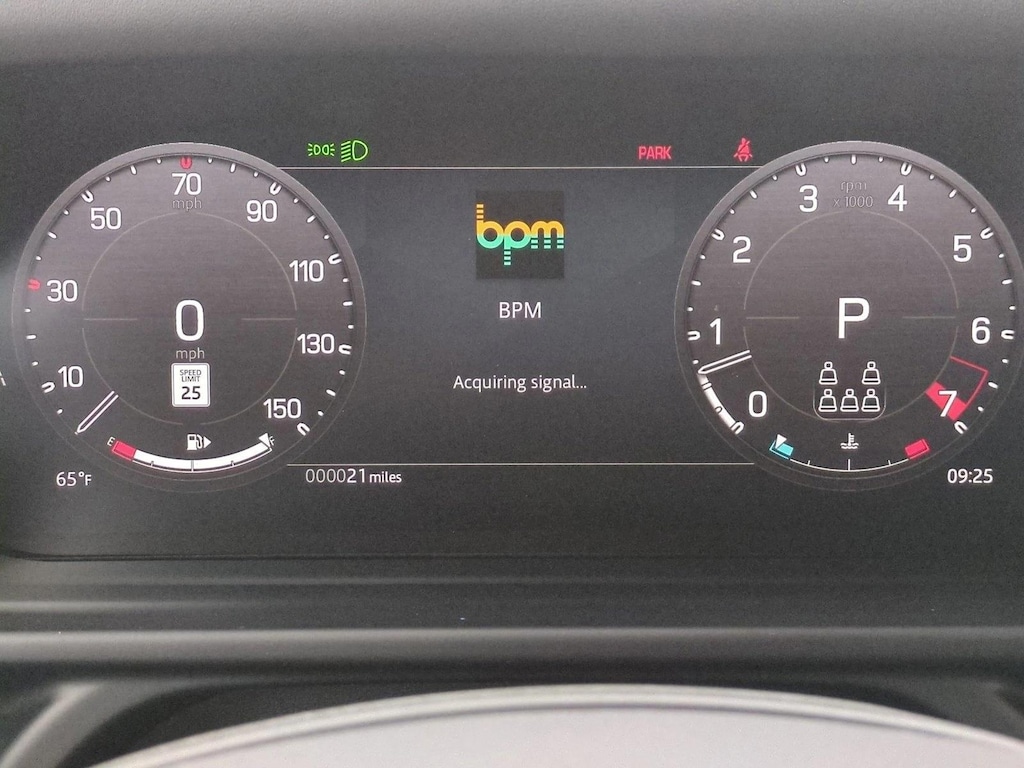 PARK
70
mph
50
90
30
110
10
130
150
0
mph
SPEED
LIMIT
25
E
F
65°F
000021 miles
bpm
BPM
Acquiring signal...
rpm
x 1000
3
4
2
5
1
6
0
7
P
09:25